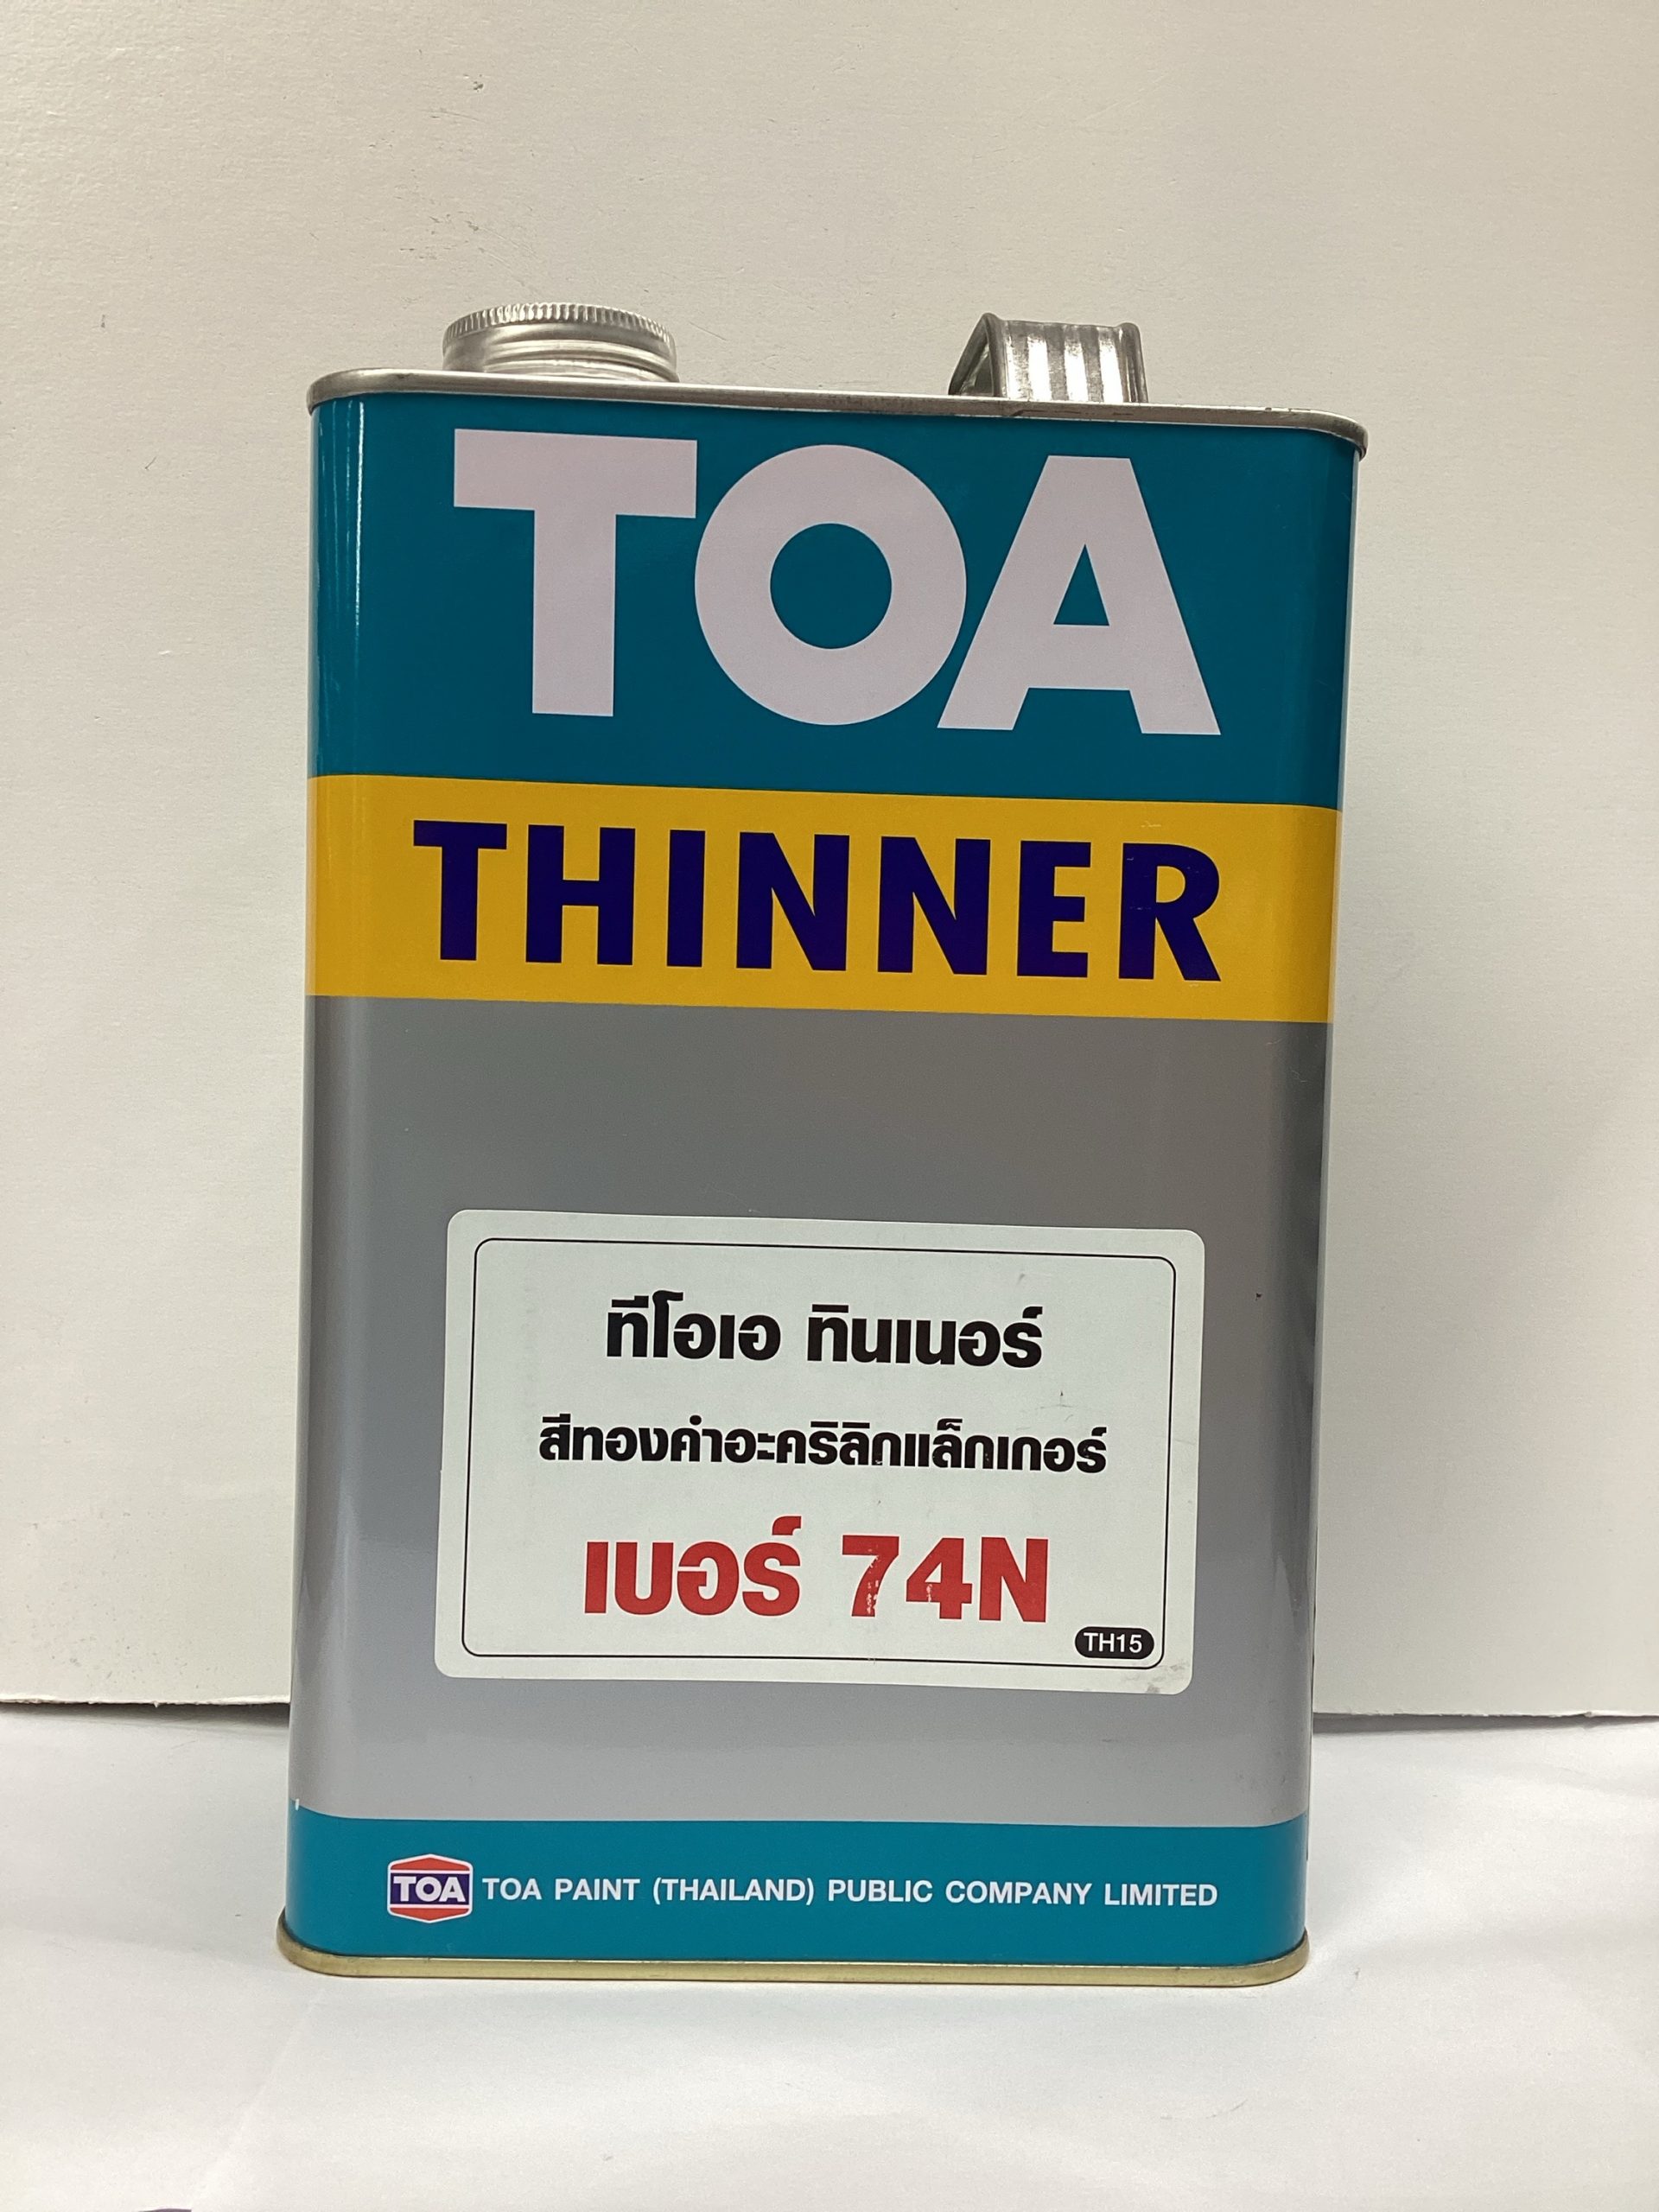 TOA
THINNER
ทีโอเอ ทินเนอร์
สีทองคำอะคริลิกแล็กเกอร์
เบอร์ 74N
TH15
TOA TOA PAINT (THAILAND) PUBLIC COMPANY LIMITED